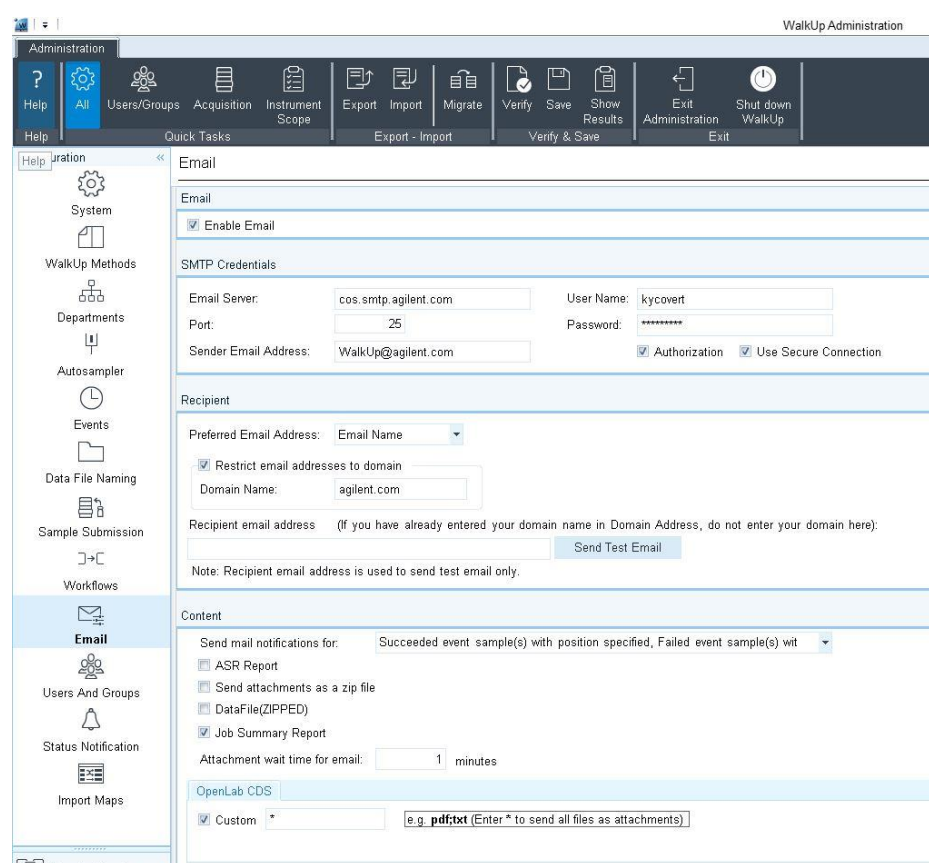 WalkUp Administration
Administration
?
Help
All
Users/Groups
Acquisition
Instrument Scope
Export
Import
Migrate
Verify
Save
Show Results
Exit Administration
Shut down WalkUp
Help
Quick Tasks
Export - Import
Verify & Save
Exit
Help
uration
«
System
WalkUp Methods
Departments
Autosampler
Events
Data File Naming
Sample Submission
Workflows
Email
Users And Groups
Status Notification
Import Maps
Email
Email
Enable Email
SMTP Credentials
Email Server: cos.smtp.agilent.com User Name: kycovert
Port: 25 Password: *********
Sender Email Address: WalkUp@agilent.com Authorization Use Secure Connection
Recipient
Preferred Email Address: Email Name
Restrict email addresses to domain
Domain Name: agilent.com
Recipient email address (If you have already entered your domain name in Domain Address, do not enter your domain here):
Send Test Email
Note: Recipient email address is used to send test email only.
Content
Send mail notifications for: Succeeded event sample(s) with position specified, Failed event sample(s) wit
ASR Report
Send attachments as a zip file
DataFile(ZIPPED)
Job Summary Report
Attachment wait time for email: 1 minutes
OpenLab CDS
Custom * e.g. pdf;txt (Enter * to send all files as attachments)